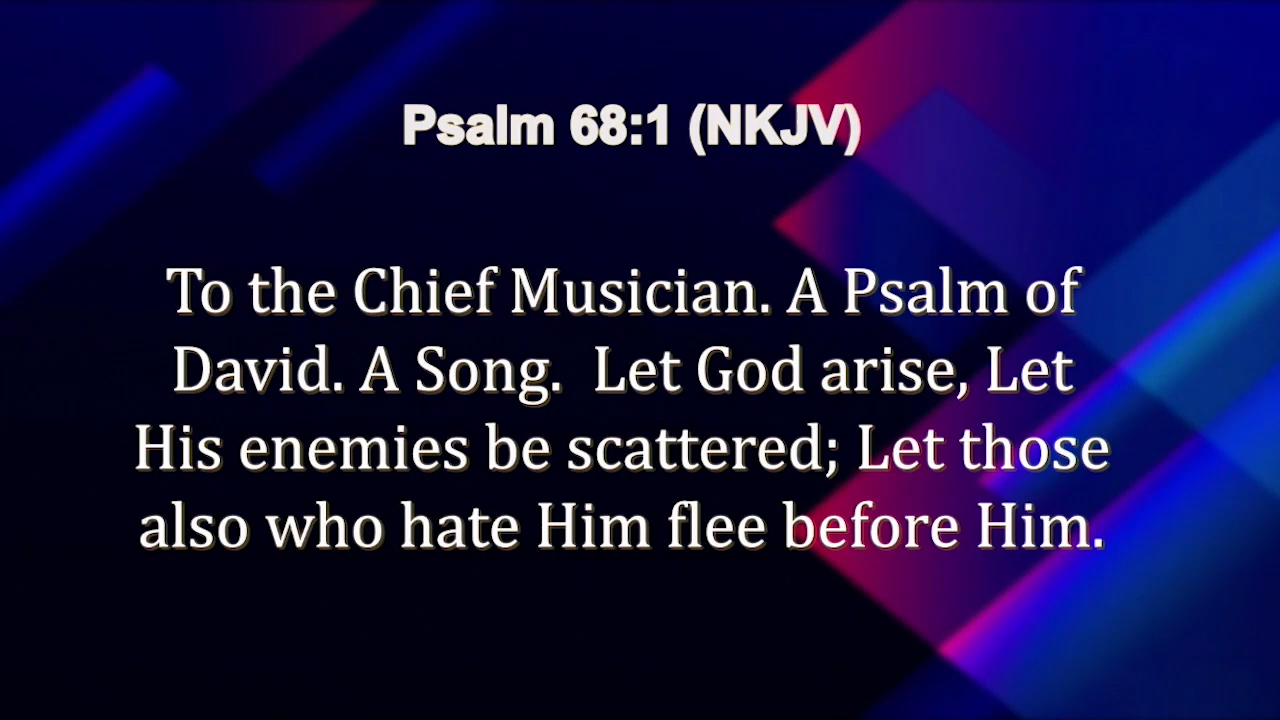 Psalm 68:1 (NKJV)
To the Chief Musician. A Psalm of
David. A Song.  Let God arise, Let
His enemies be scattered; Let those
also who hate Him flee before Him.